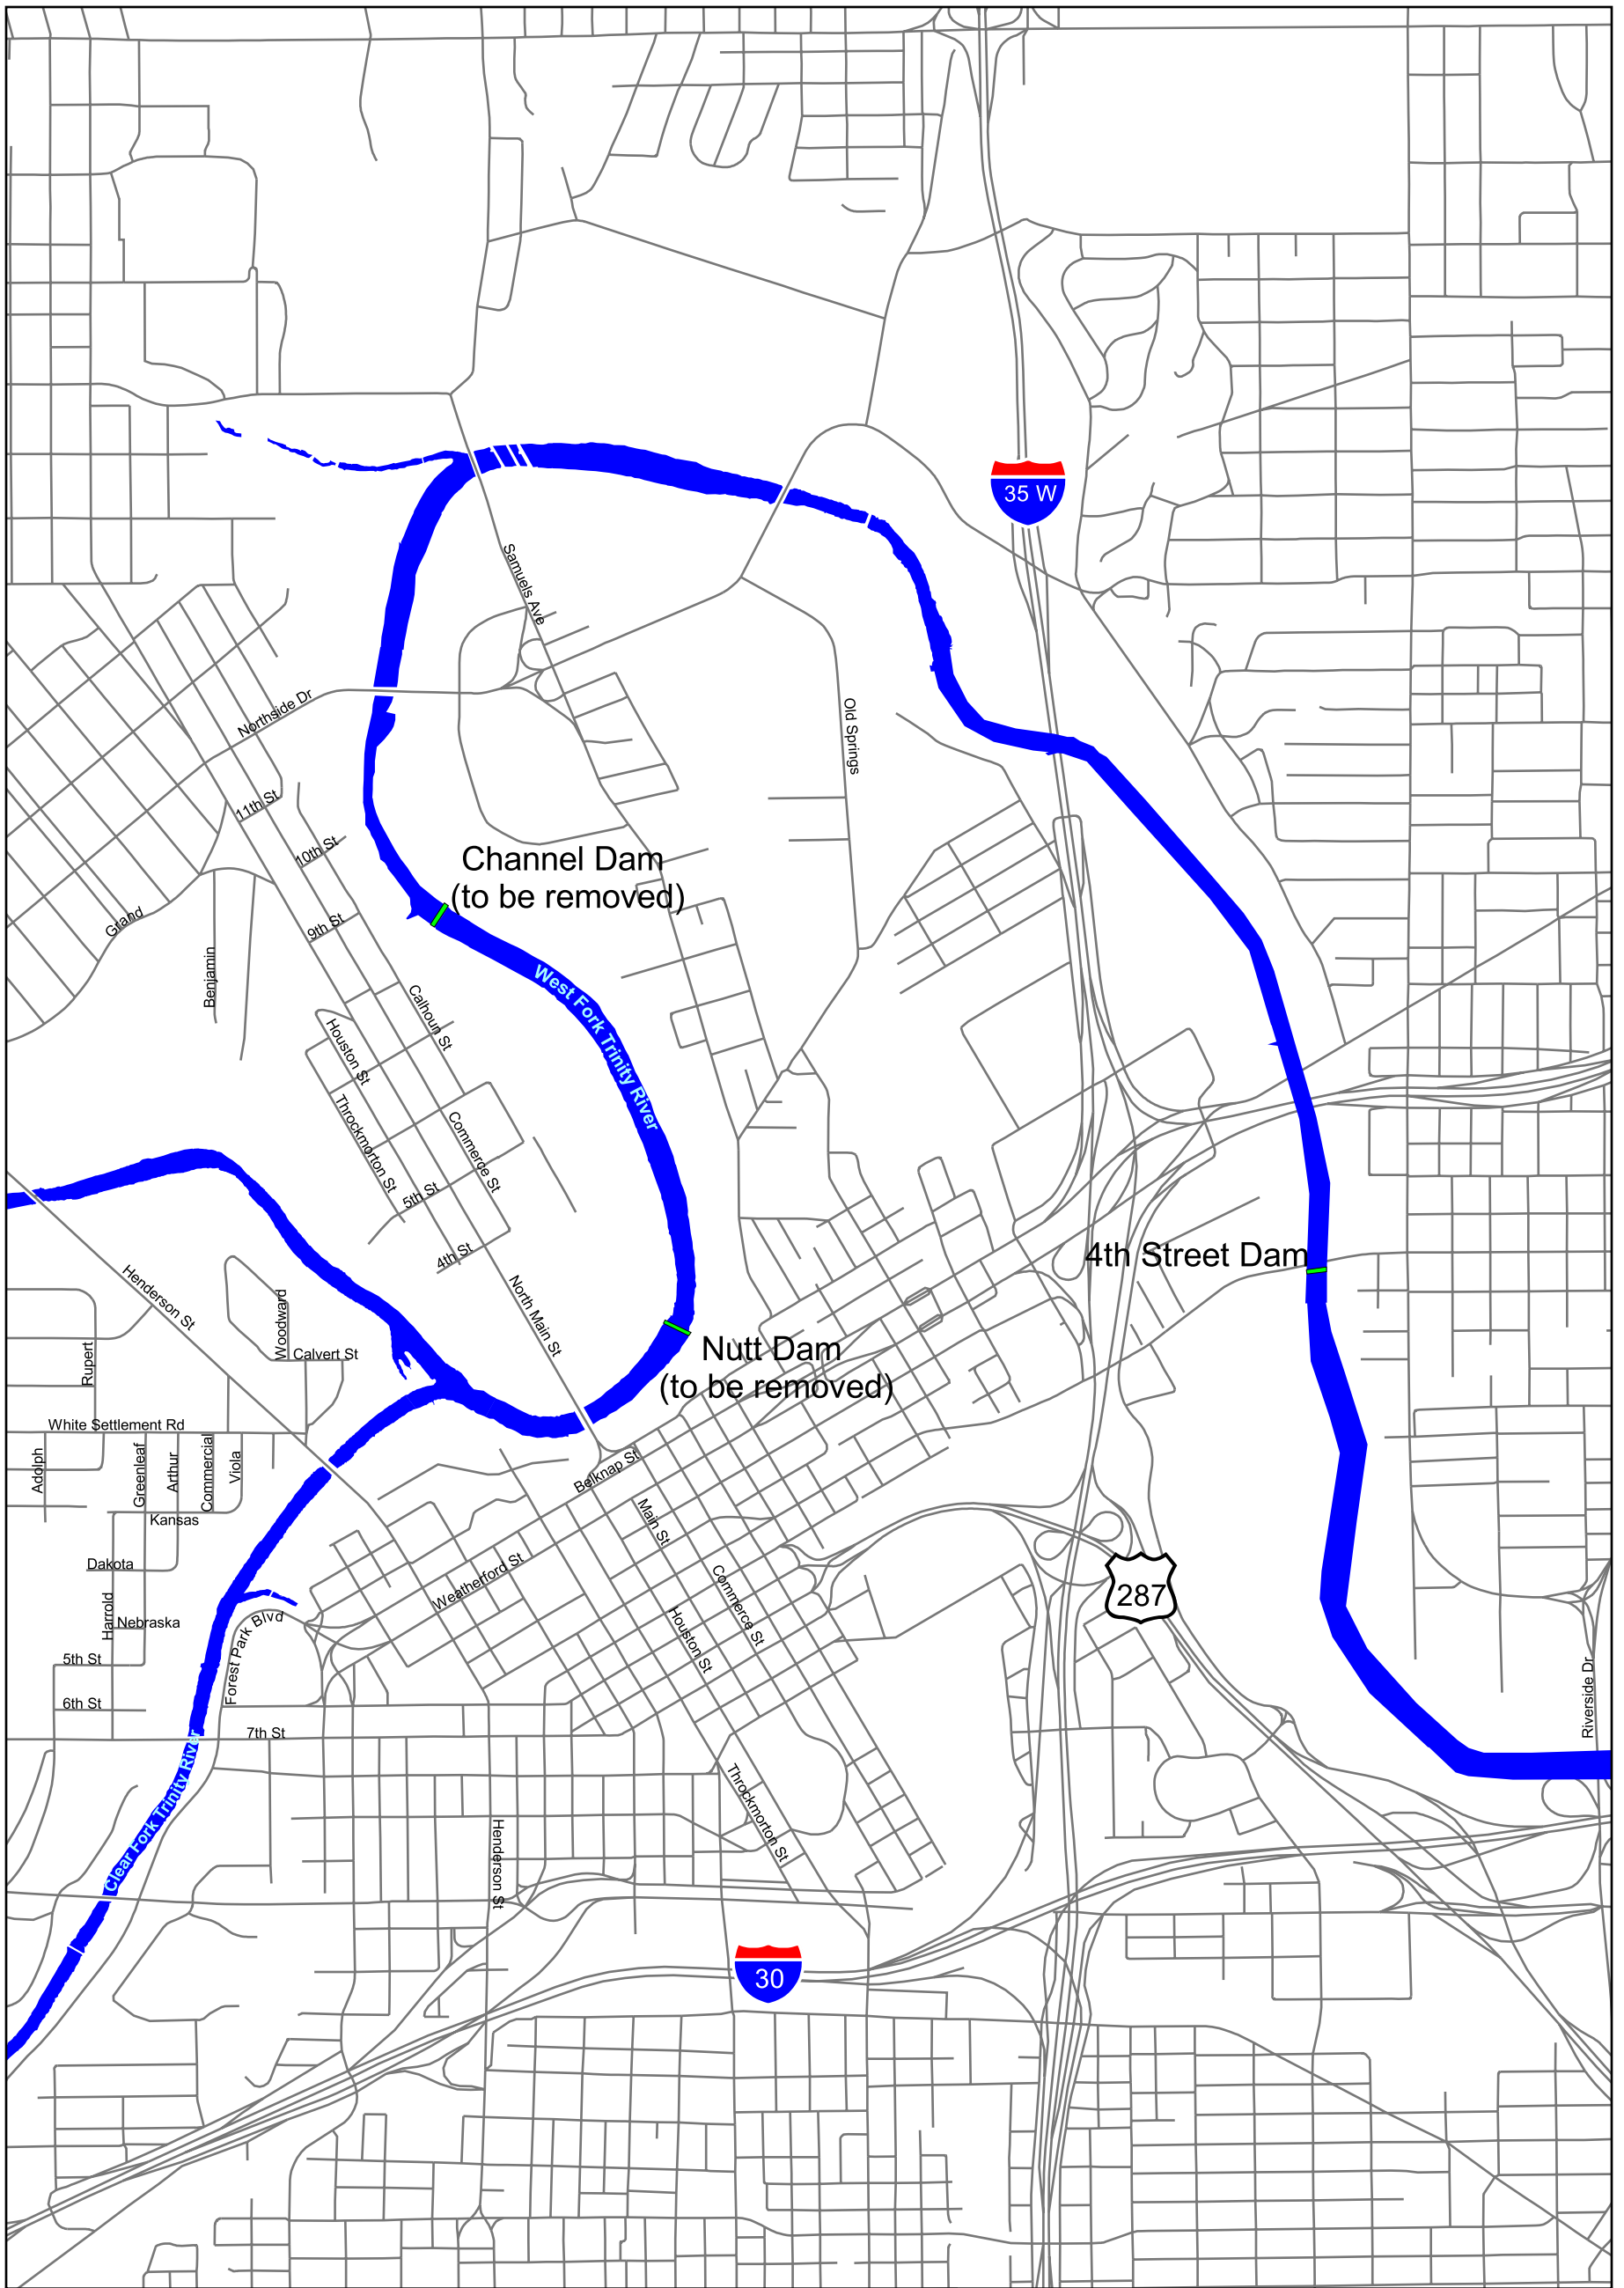 35 W
Samuels Ave
Northside Dr
Old Springs
11th St
10th St
Channel Dam
(to be removed)
Grand
9th St
Benjamin
West Fork Trinity River
Calhoun St
Houston St
Throckmorton St
Commerce St
5th St
4th St
4th Street Dam
Henderson St
North Main St
Woodward
Calvert St
Rupert
Nutt Dam
(to be removed)
White Settlement Rd
Adolph
Greenleaf
Arthur
Commercial
Viola
Belknap St
Kansas
Main St
Dakota
Weatherford St
Commerce St
287
Harrold
Nebraska
Forest Park Blvd
Houston St
5th St
6th St
7th St
Riverside Dr
Clear Fork Trinity River
Throckmorton St
Henderson St
30